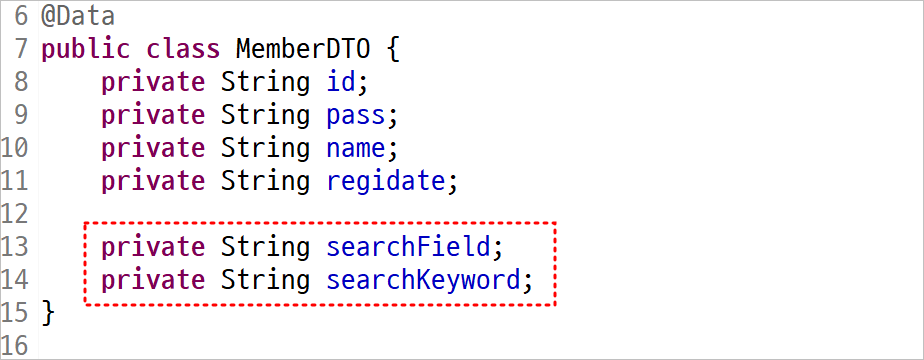 6 @Data
7 public class MemberDTO {
8     private String id;
9     private String pass;
10     private String name;
11     private String regidate;
12
13     private String searchField;
14     private String searchKeyword;
15 }
16